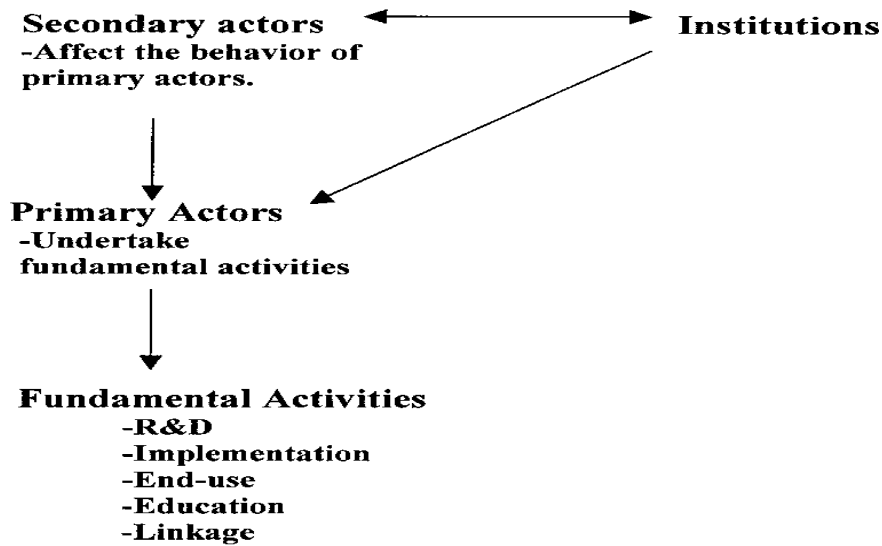 Secondary actors
-Affect the behavior of
primary actors.
Institutions
Primary Actors
-Undertake
fundamental activities
Fundamental Activities
-R&D
-Implementation
-End-use
-Education
-Linkage